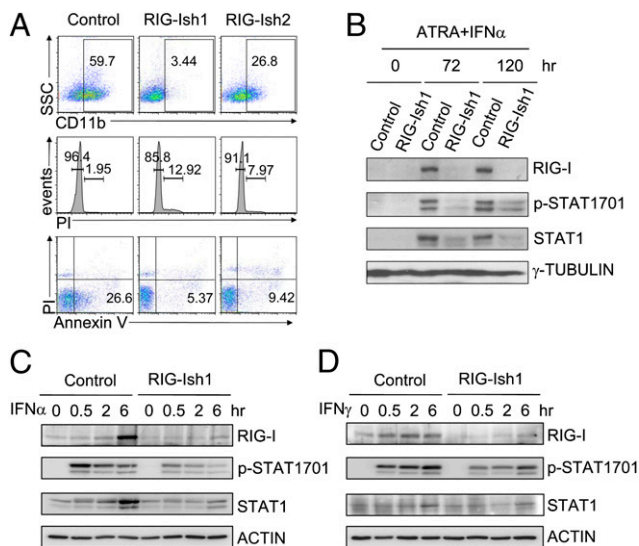 A
Control RIG-Ish1 RIG-Ish2
SSC
59.7 3.44 26.8
CD11b
events
96.4 1.95 85.8 12.92 91.1 7.97
PI
PI
26.6 5.37 9.42
Annexin V
B
ATRA+IFNα
0 72 120 hr
Control RIG-Ish1 Control RIG-Ish1 Control RIG-Ish1
RIG-I
p-STAT1701
STAT1
γ-TUBULIN
C
Control RIG-Ish1
IFNα 0 0.5 2 6 0 0.5 2 6 hr
RIG-I
p-STAT1701
STAT1
ACTIN
D
Control RIG-Ish1
IFNγ 0 0.5 2 6 0 0.5 2 6 hr
RIG-I
p-STAT1701
STAT1
ACTIN